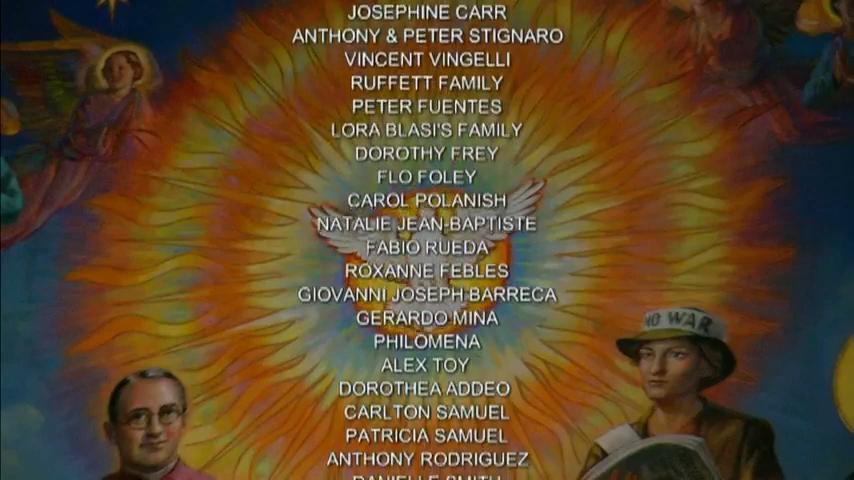 JOSEPHINE CARR
ANTHONY & PETER STIGNARO
VINCENT VINGELLI
RUFFETT FAMILY
PETER FUENTES
LORA BLASI'S FAMILY
DOROTHY FREY
FLO FOLEY
CAROL POLANISH
NATALIE JEAN-BAPTISTE
FABIO RUEDA
ROXANNE FEBLES
GIOVANNI JOSEPH BARRECA
GERARDO MINA
NO WAR
PHILOMENA
ALEX TOY
DOROTHEA ADDEO
CARLTON SAMUEL
PATRICIA SAMUEL
ANTHONY RODRIGUEZ
DANIELLE SMITH